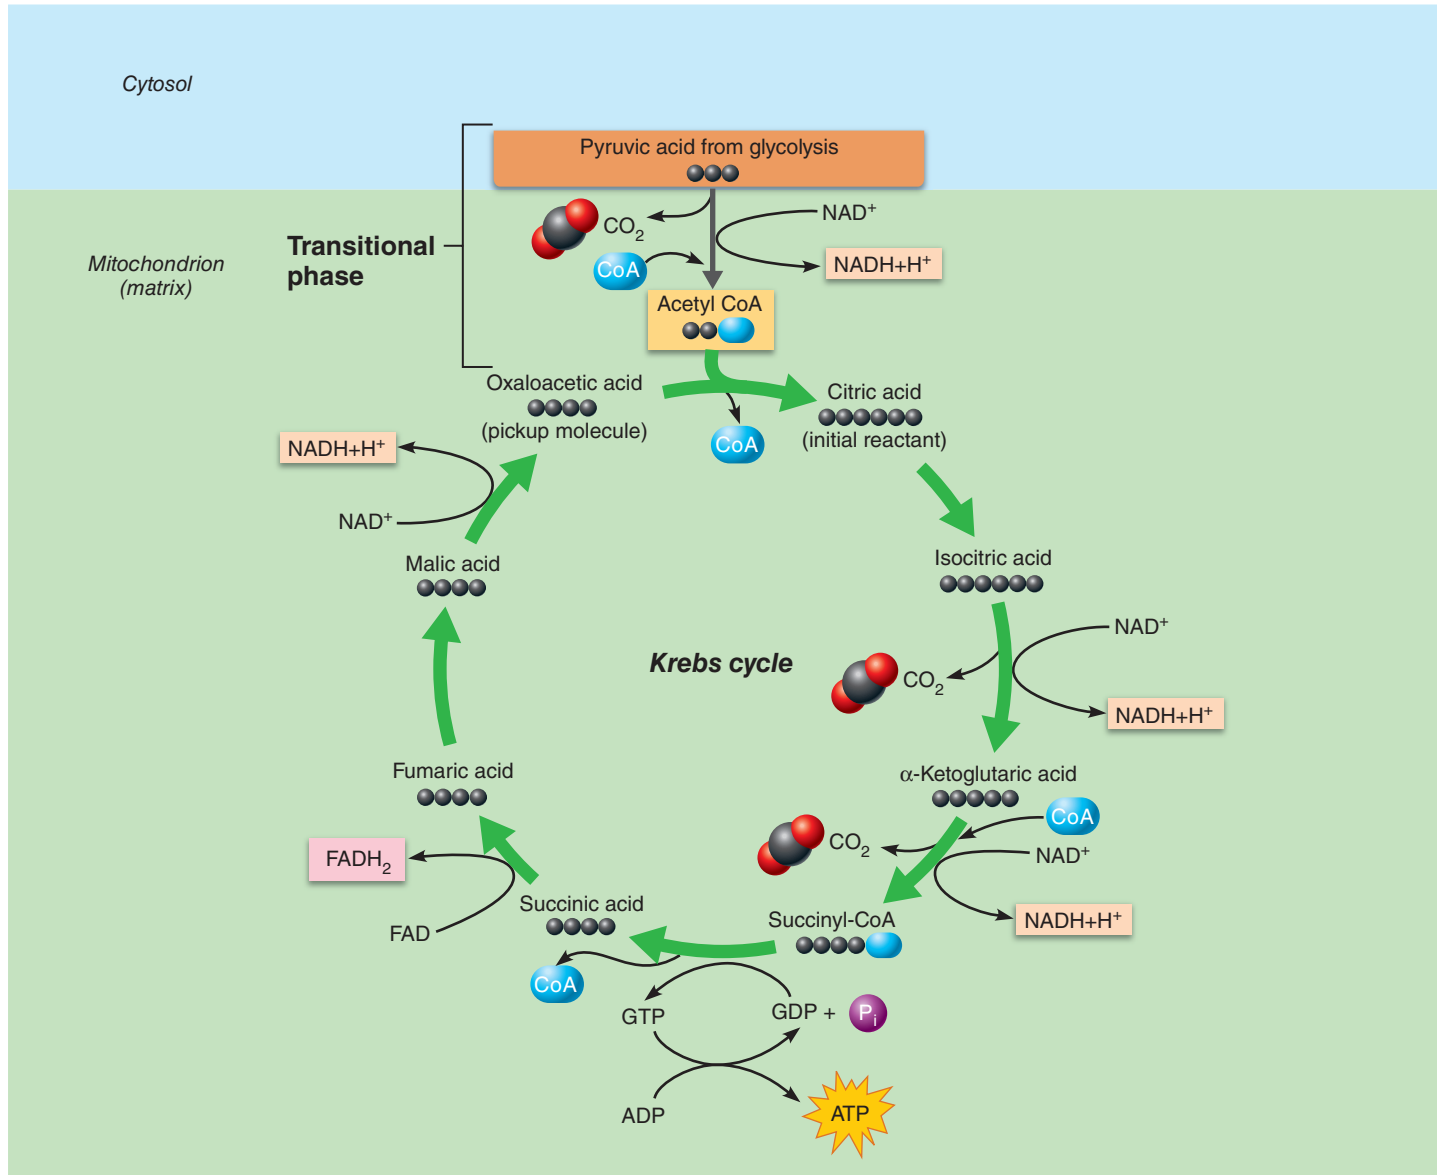 Cytosol
Pyruvic acid from glycolysis
CO₂
NAD⁺
Transitional
phase
Mitochondrion
(matrix)
CoA
NADH+H⁺
Acetyl CoA
Oxaloacetic acid
(pickup molecule)
Citric acid
(initial reactant)
CoA
NADH+H⁺
NAD⁺
Malic acid
Isocitric acid
NAD⁺
Krebs cycle
CO₂
NADH+H⁺
Fumaric acid
α-Ketoglutaric acid
CoA
CO₂
NAD⁺
FADH₂
FAD
Succinic acid
Succinyl-CoA
NADH+H⁺
CoA
GTP
GDP + Pᵢ
ADP
ATP